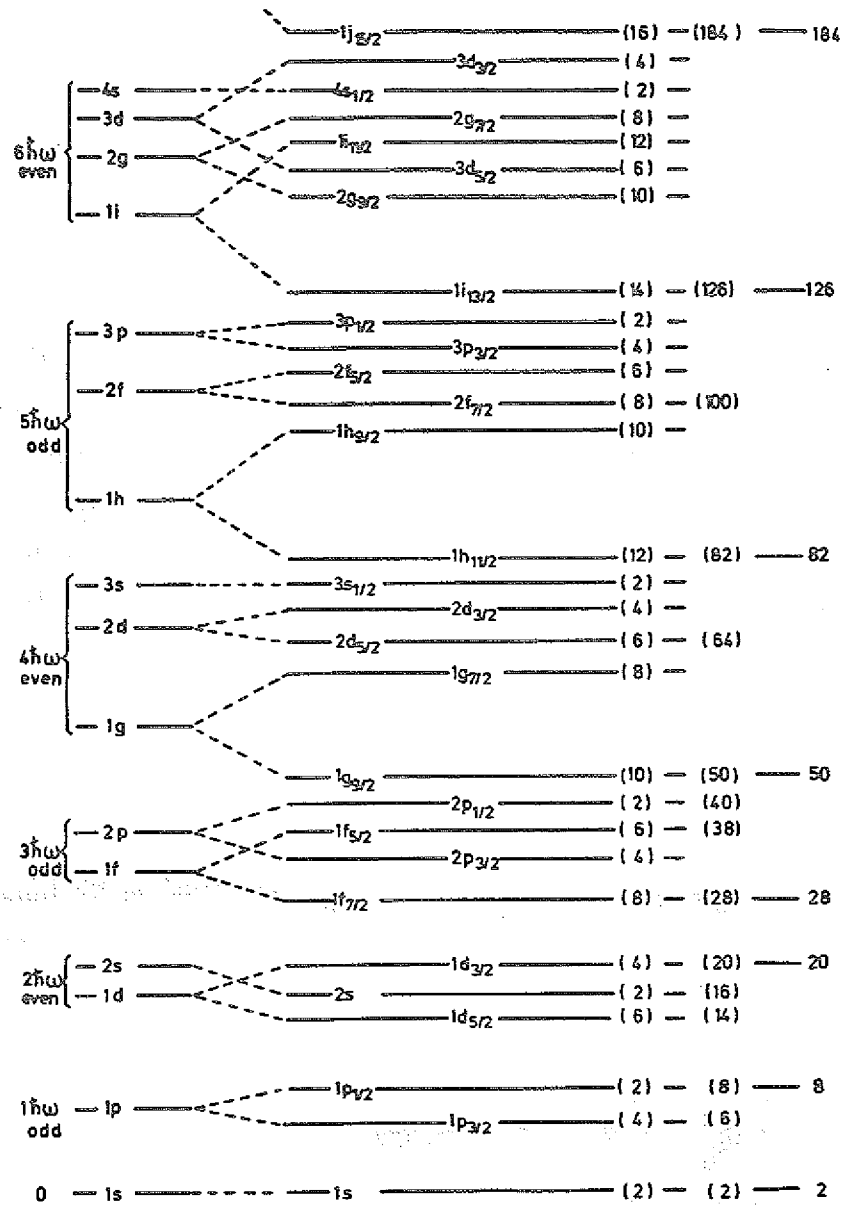 1j15/2 (16) (184) 184
3d3/2 (4)
4s 4s1/2 (2)
3d 2g7/2 (8)
1i11/2 (12)
6ħω even 2g 3d5/2 (6)
2g9/2 (10)
1i
1i13/2 (14) (126) 126
3p 3p1/2 (2)
3p3/2 (4)
2f 2f5/2 (6)
2f7/2 (8) (100)
5ħω odd 1h9/2 (10)
1h
1h11/2 (12) (82) 82
3s 3s1/2 (2)
2d 2d3/2 (4)
2d5/2 (6) (64)
4ħω even 1g7/2 (8)
1g
1g9/2 (10) (50) 50
2p1/2 (2) (40)
2p 1f5/2 (6) (38)
3ħω odd 1f 2p3/2 (4)
1f7/2 (8) (28) 28
2s 1d3/2 (4) (20) 20
2ħω even 1d 2s (2) (16)
1d5/2 (6) (14)
1p1/2 (2) (8) 8
1ħω odd 1p 1p3/2 (4) (6)
0 1s 1s (2) (2) 2